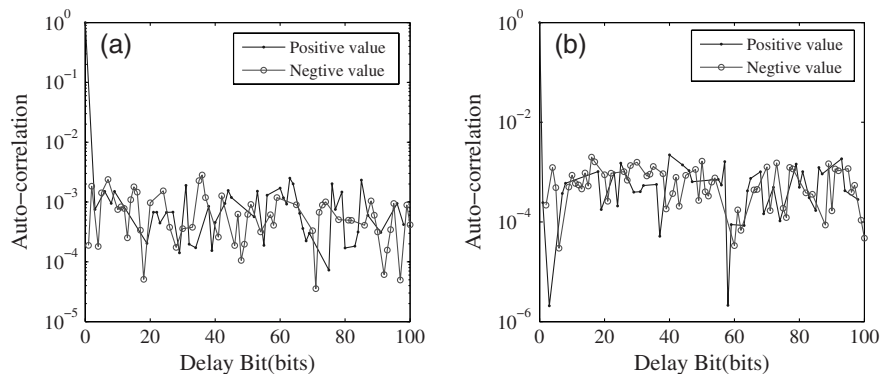 (a)
Positive value
Negtive value
Auto−correlation
10^0
10^−1
10^−2
10^−3
10^−4
10^−5
0 20 40 60 80 100
Delay Bit(bits)
(b)
Positive value
Negtive value
Auto−correlation
10^0
10^−2
10^−4
10^−6
0 20 40 60 80 100
Delay Bit(bits)